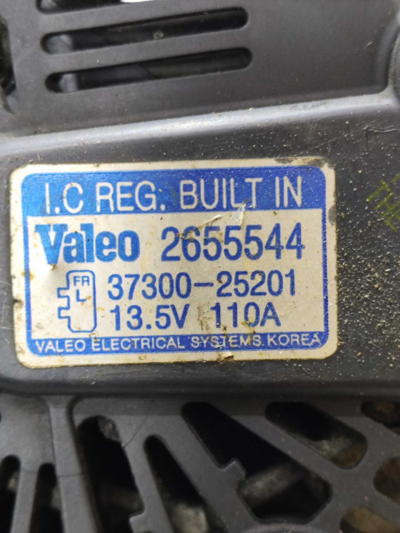 I.C REG. BUILT IN
Valeo 2655544
FR
L
37300-25201
13.5V 110A
VALEO ELECTRICAL SYSTEMS, KOREA